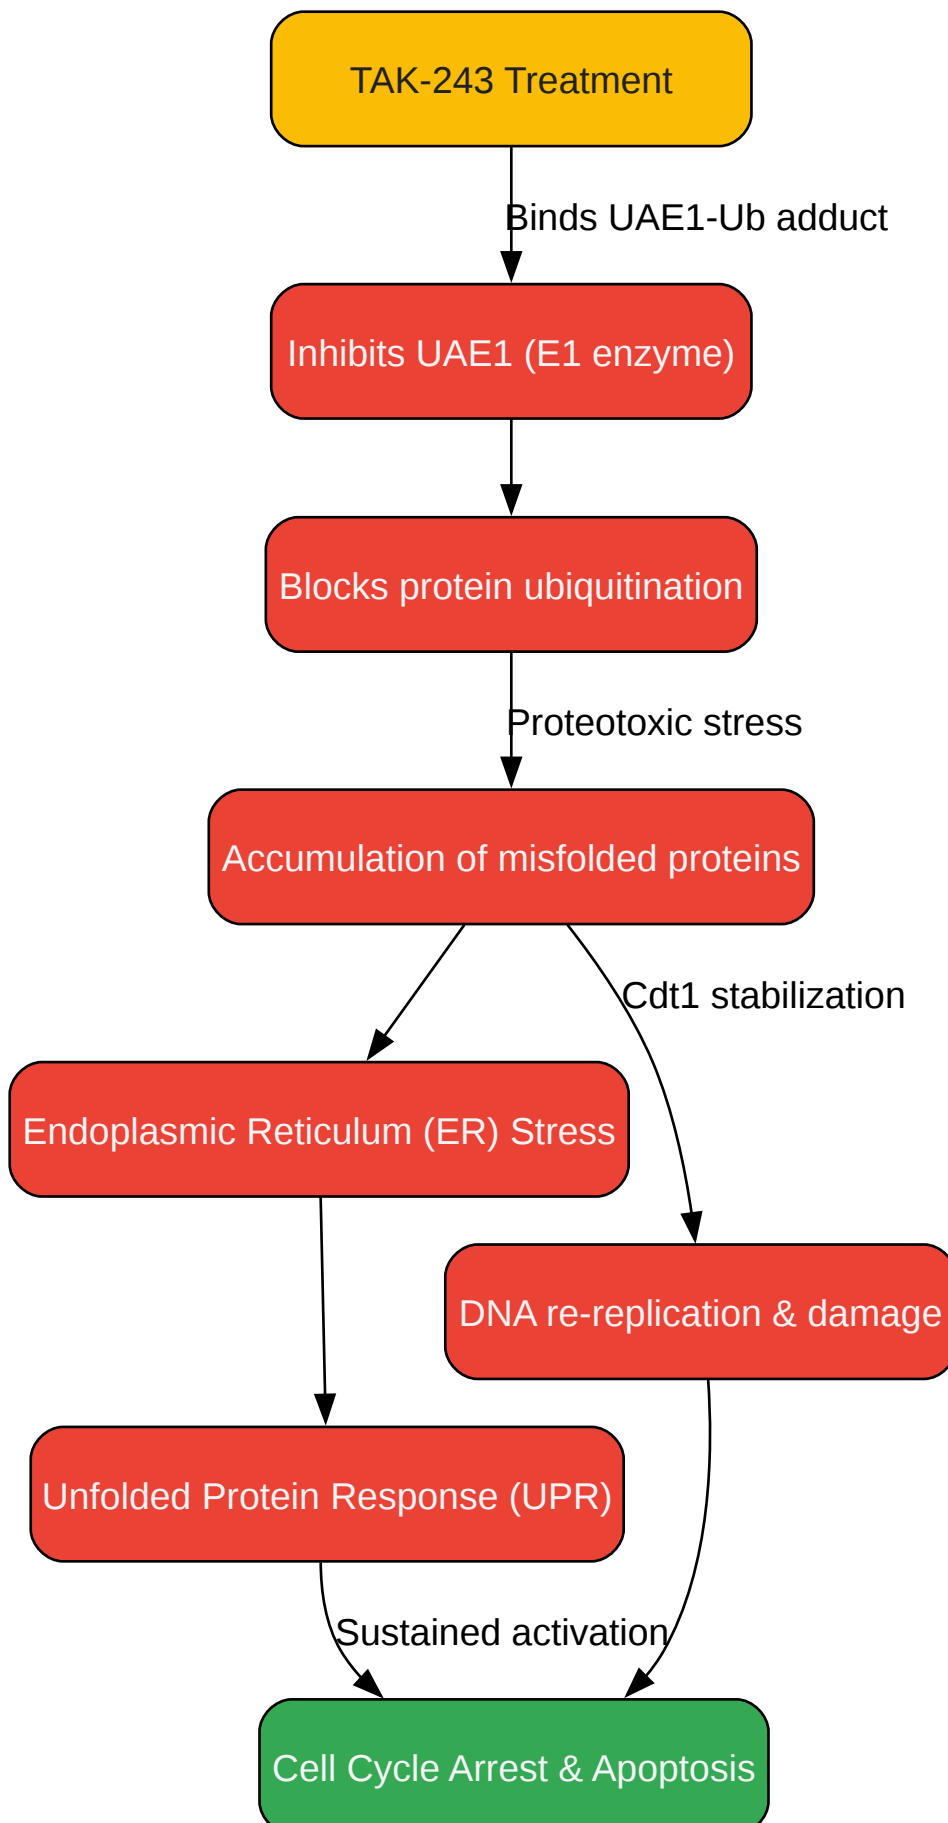 TAK-243 Treatment
Binds UAE1-Ub adduct
Inhibits UAE1 (E1 enzyme)
Blocks protein ubiquitination
Proteotoxic stress
Accumulation of misfolded proteins
Cdt1 stabilization
Endoplasmic Reticulum (ER) Stress
DNA re-replication & damage
Unfolded Protein Response (UPR)
Sustained activation
Cell Cycle Arrest & Apoptosis